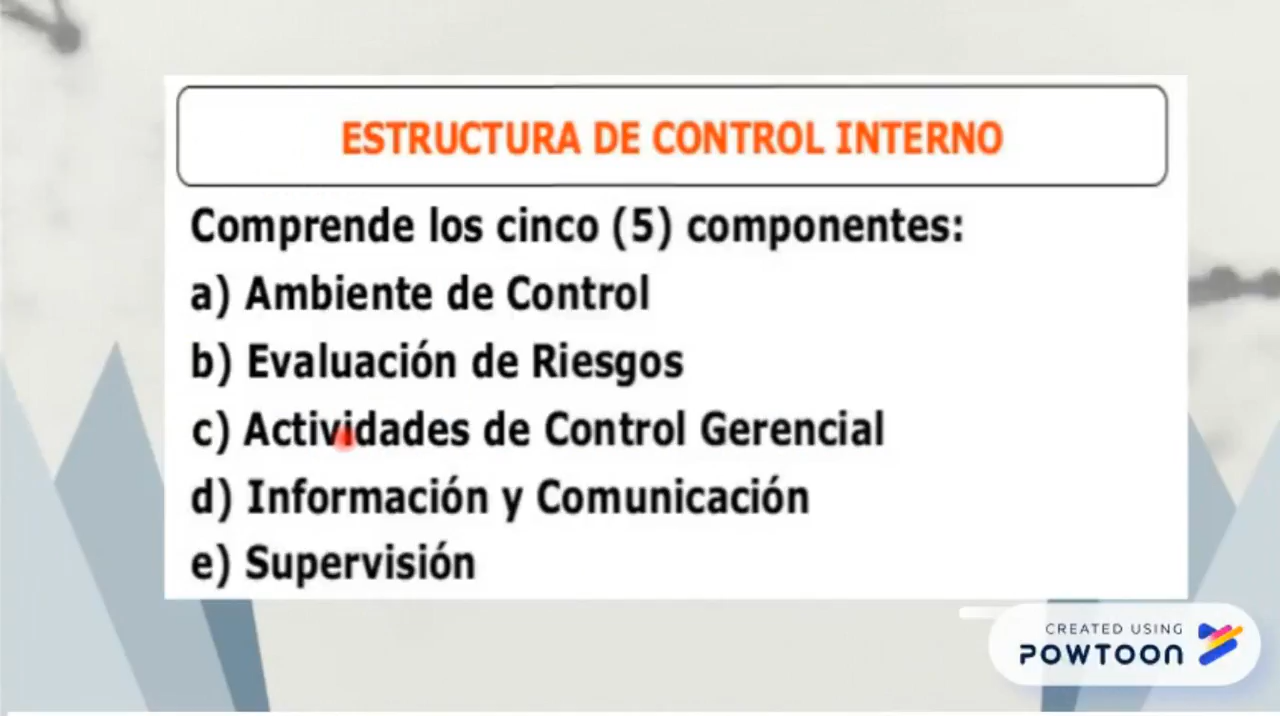 ESTRUCTURA DE CONTROL INTERNO
Comprende los cinco (5) componentes:
a) Ambiente de Control
b) Evaluación de Riesgos
c) Actividades de Control Gerencial
d) Información y Comunicación
e) Supervisión
CREATED USING
POWTOON